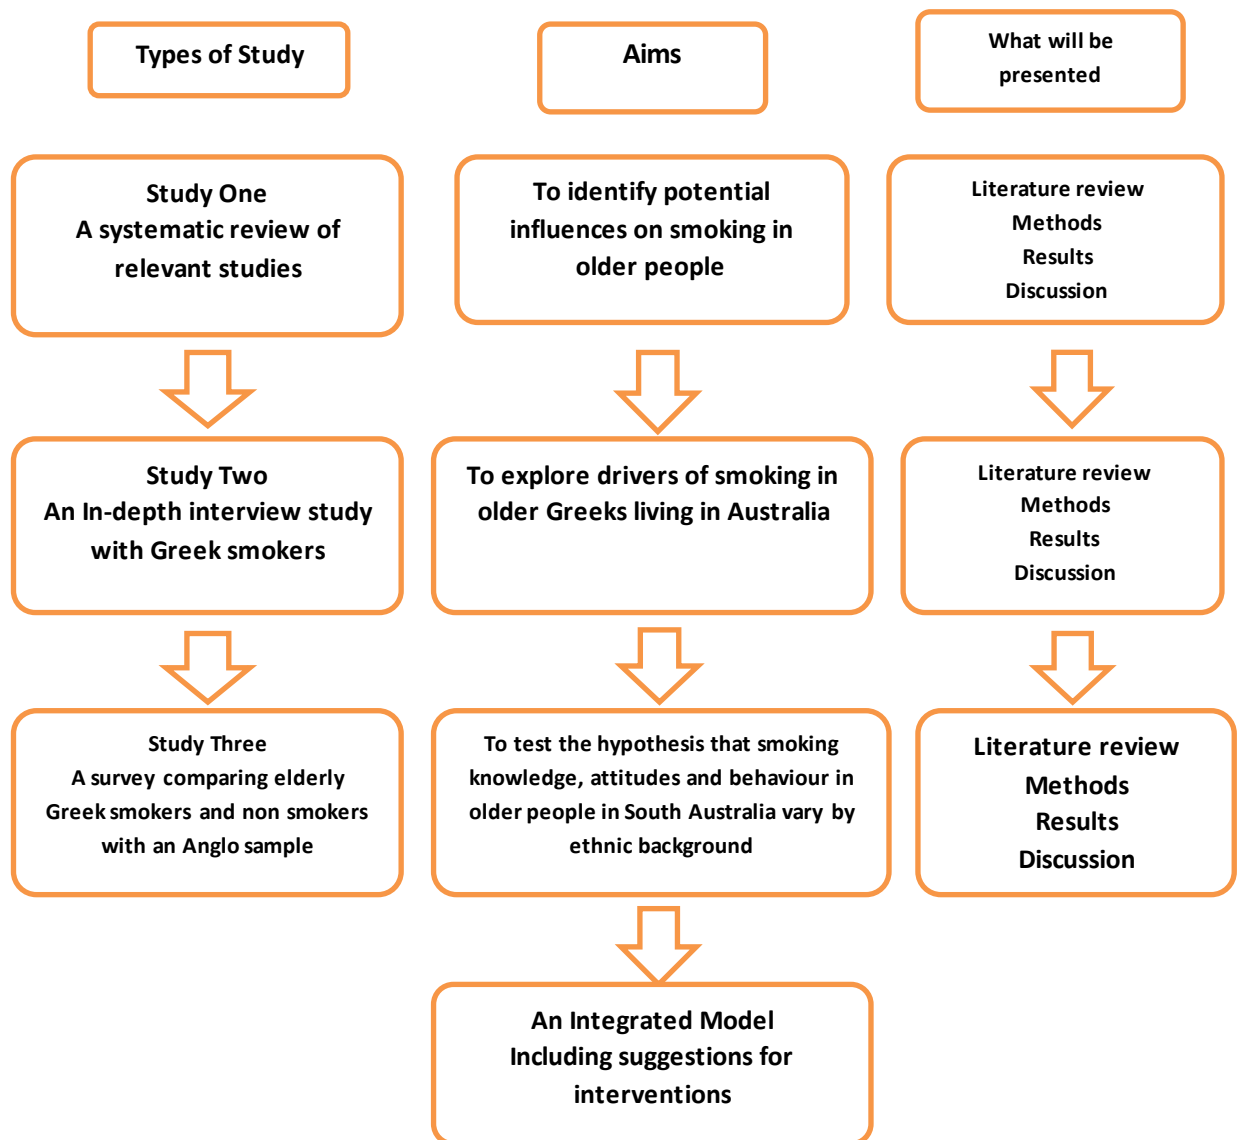 Types of Study
Aims
What will be
presented
Study One
A systematic review of
relevant studies
To identify potential
influences on smoking in
older people
Literature review
Methods
Results
Discussion
Study Two
An In-depth interview study
with Greek smokers
To explore drivers of smoking in
older Greeks living in Australia
Literature review
Methods
Results
Discussion
Study Three
A survey comparing elderly
Greek smokers and non smokers
with an Anglo sample
To test the hypothesis that smoking
knowledge, attitudes and behaviour in
older people in South Australia vary by
ethnic background
Literature review
Methods
Results
Discussion
An Integrated Model
Including suggestions for
interventions